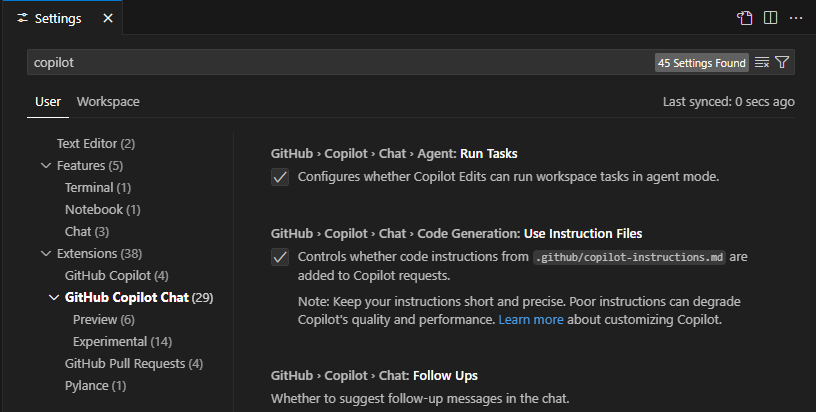 Settings
copilot
45 Settings Found
User
Workspace
Last synced: 0 secs ago
Text Editor (2)
Features (5)
Terminal (1)
Notebook (1)
Chat (3)
Extensions (38)
GitHub Copilot (4)
GitHub Copilot Chat (29)
Preview (6)
Experimental (14)
GitHub Pull Requests (4)
Pylance (1)
GitHub › Copilot › Chat › Agent: Run Tasks
Configures whether Copilot Edits can run workspace tasks in agent mode.
GitHub › Copilot › Chat › Code Generation: Use Instruction Files
Controls whether code instructions from .github/copilot-instructions.md are
added to Copilot requests.
Note: Keep your instructions short and precise. Poor instructions can degrade
Copilot's quality and performance. Learn more about customizing Copilot.
GitHub › Copilot › Chat: Follow Ups
Whether to suggest follow-up messages in the chat.